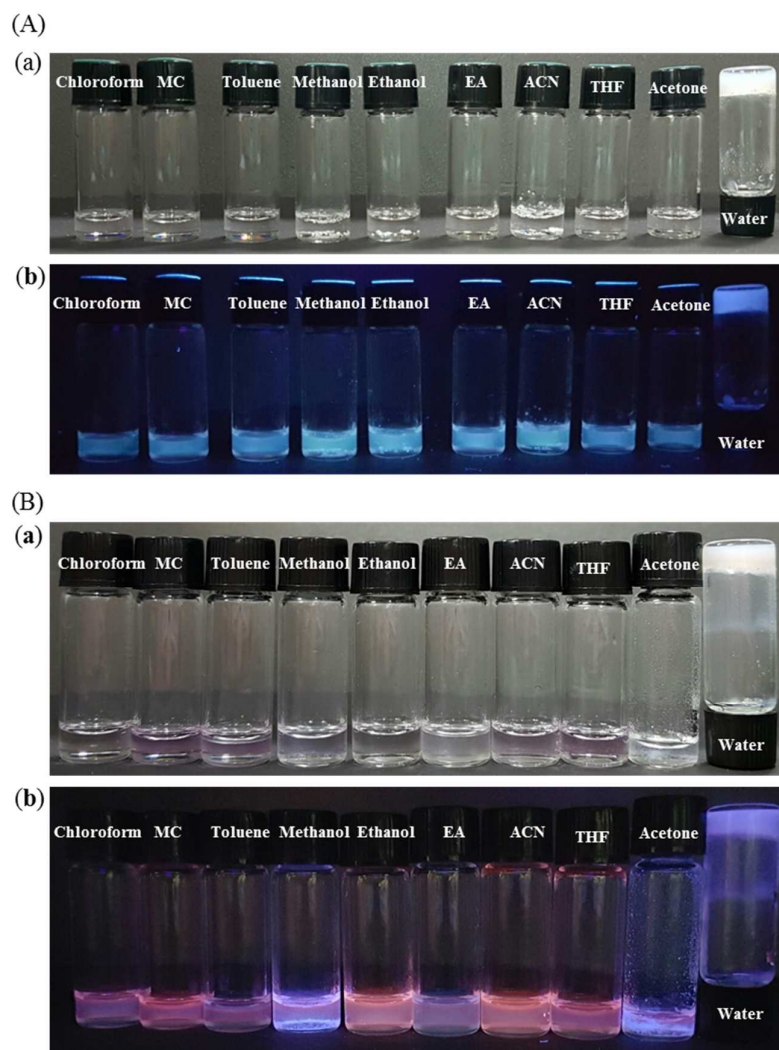 (A)
(a)
Chloroform MC Toluene Methanol Ethanol EA ACN THF Acetone
Water
(b)
Chloroform MC Toluene Methanol Ethanol EA ACN THF Acetone
Water
(B)
(a)
Chloroform MC Toluene Methanol Ethanol EA ACN THF Acetone
Water
(b)
Chloroform MC Toluene Methanol Ethanol EA ACN THF Acetone
Water